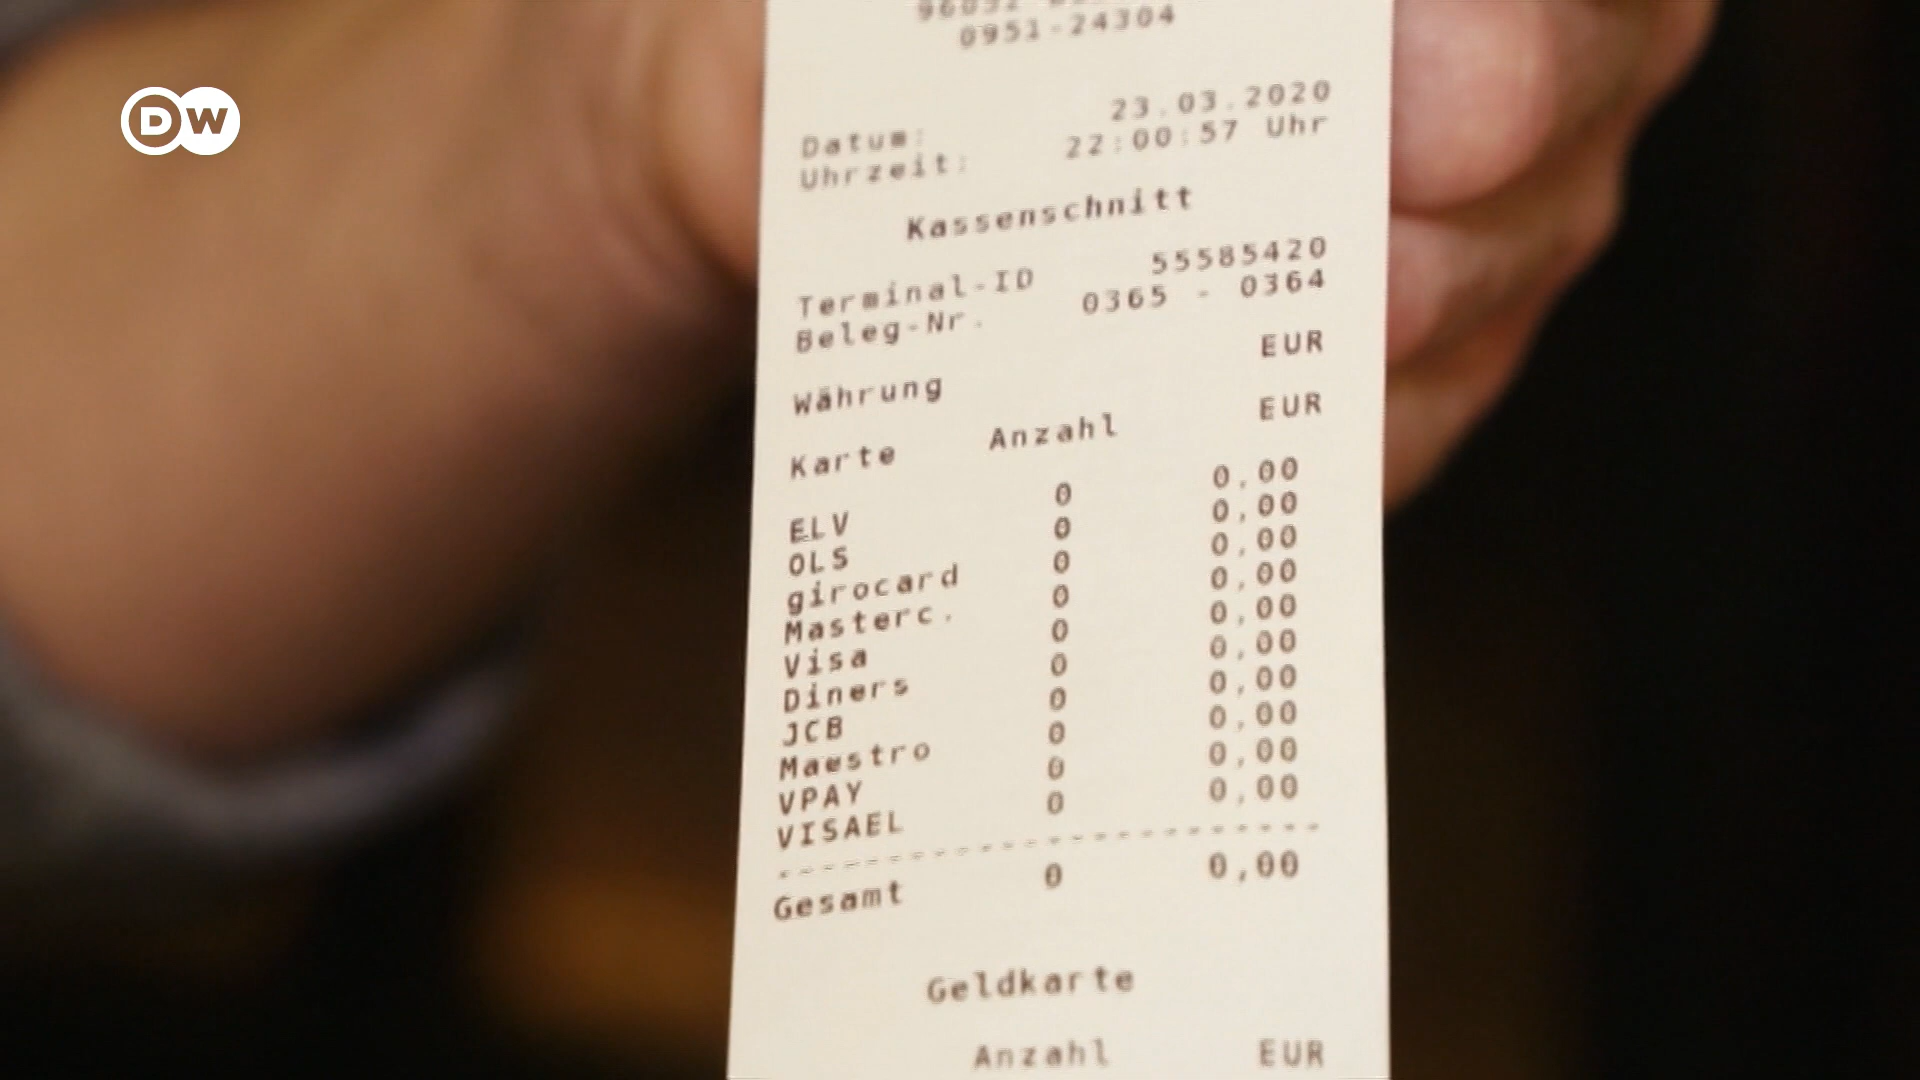 DW
0951-24304
Datum: 23.03.2020
Uhrzeit: 22:00:57 Uhr
Kassenschnitt
Terminal-ID 55585420
Beleg-Nr. 0365 - 0364
Währung EUR
Karte Anzahl EUR
ELV 0 0,00
OLS 0 0,00
girocard 0 0,00
Masterc. 0 0,00
Visa 0 0,00
Diners 0 0,00
JCB 0 0,00
Maestro 0 0,00
VPAY 0 0,00
VISAEL 0 0,00
Gesamt 0 0,00
Geldkarte
Anzahl EUR